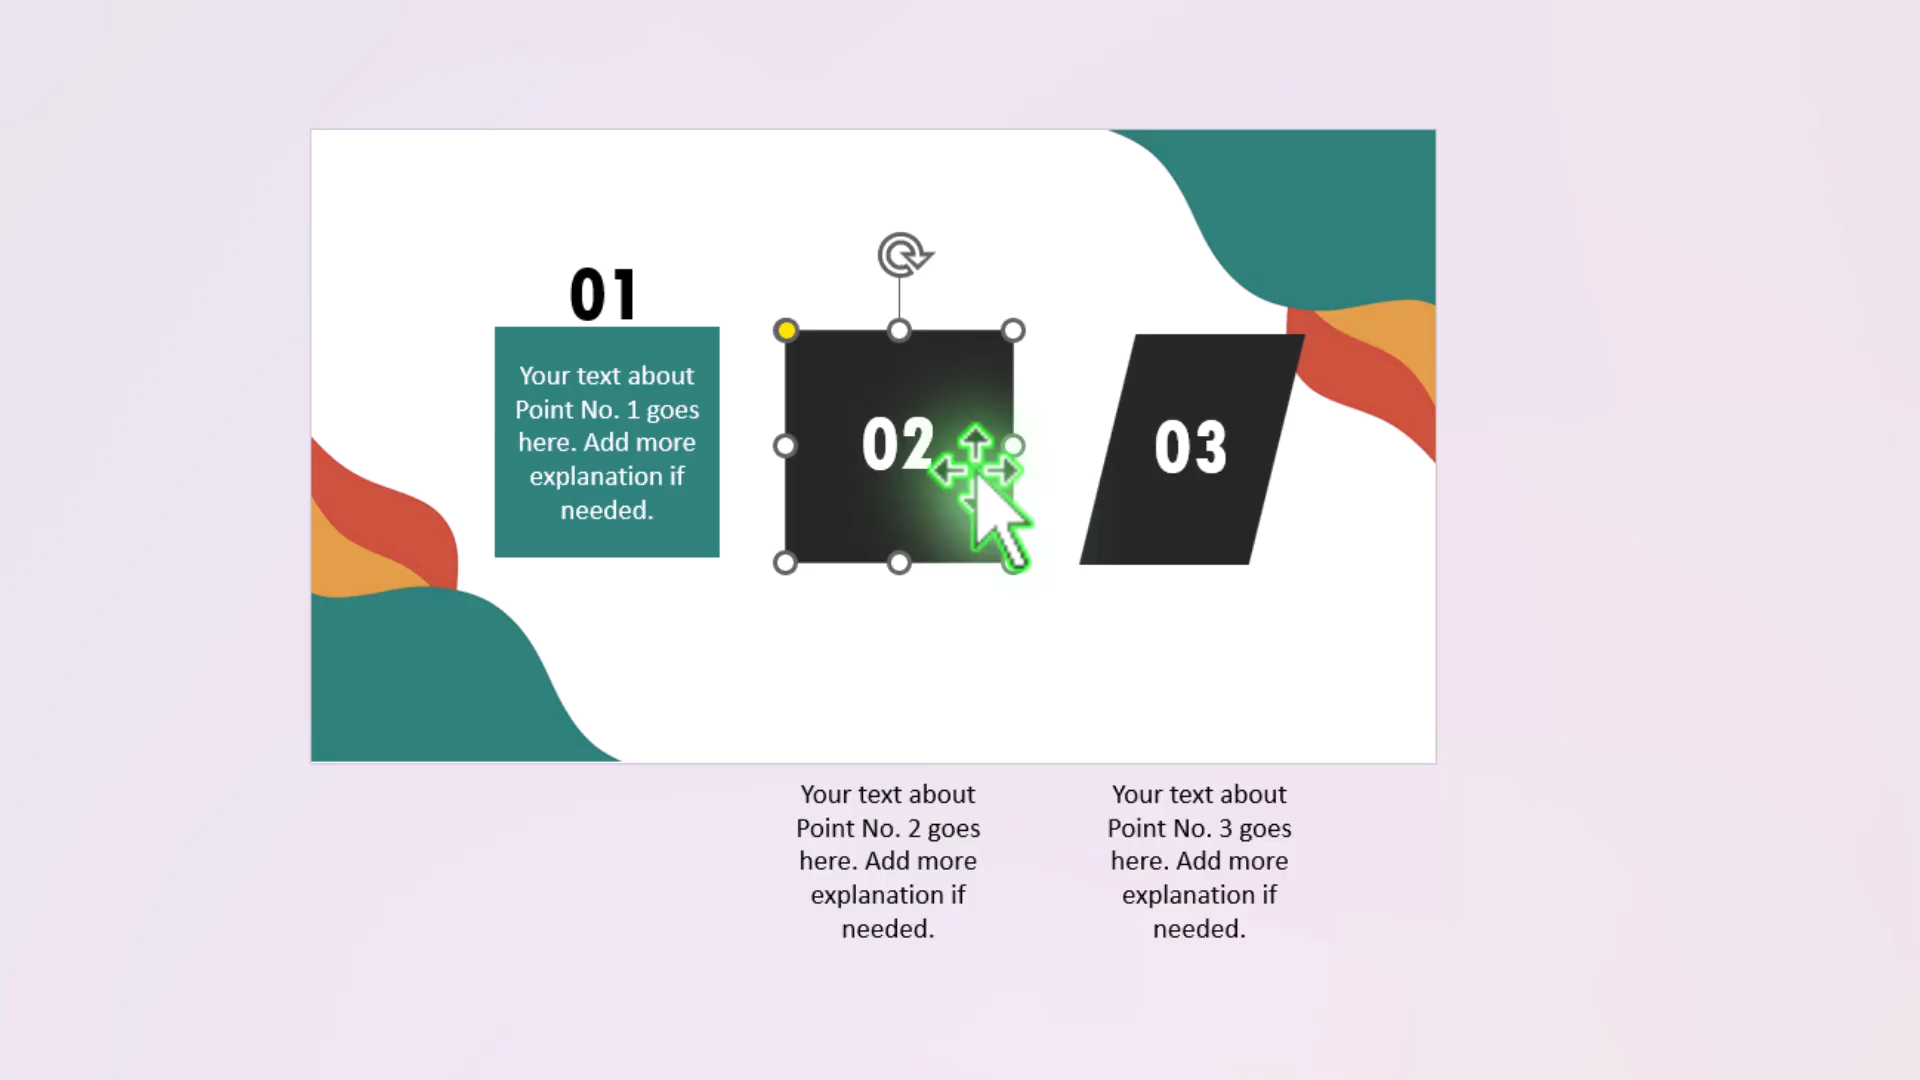 01
Your text about
Point No. 1 goes
here. Add more
explanation if
needed.
02
03
Your text about
Point No. 2 goes
here. Add more
explanation if
needed.
Your text about
Point No. 3 goes
here. Add more
explanation if
needed.